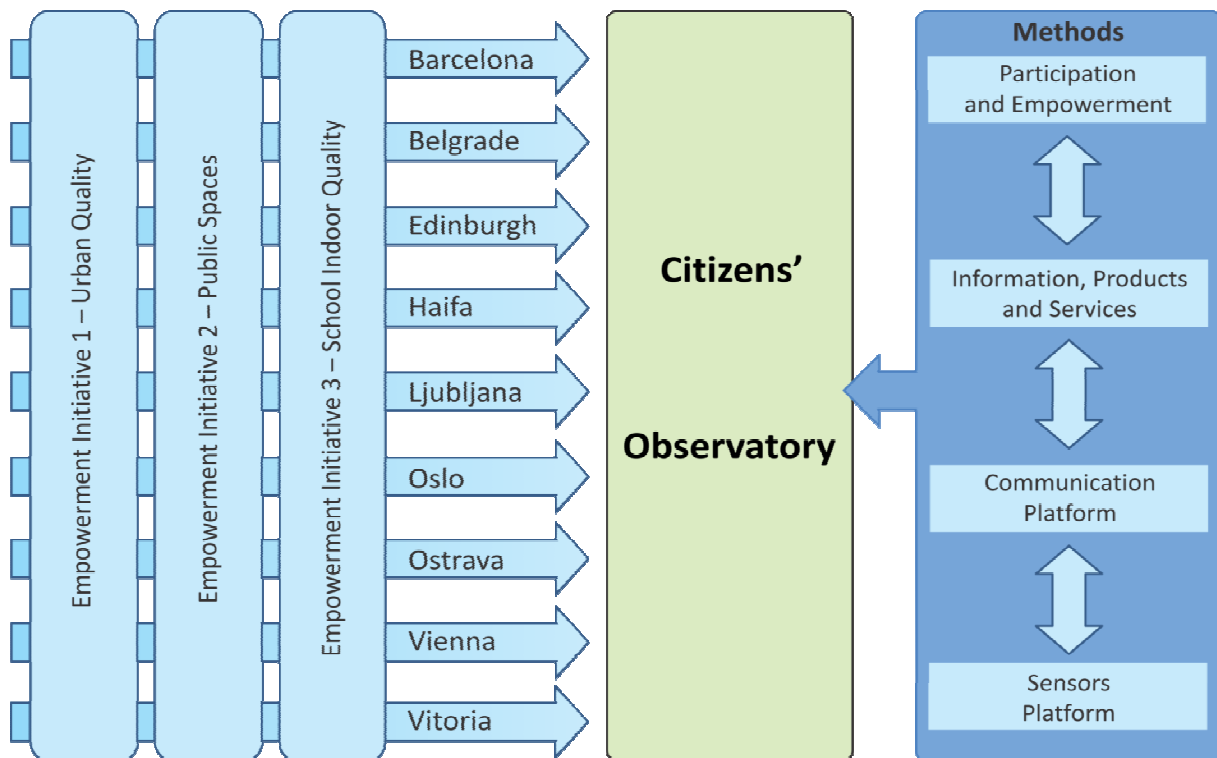 Empowerment Initiative 1 – Urban Quality
Empowerment Initiative 2 – Public Spaces
Empowerment Initiative 3 – School Indoor Quality
Barcelona
Belgrade
Edinburgh
Haifa
Ljubljana
Oslo
Ostrava
Vienna
Vitoria
Citizens’
Observatory
Methods
Participation
and Empowerment
Information, Products
and Services
Communication
Platform
Sensors
Platform